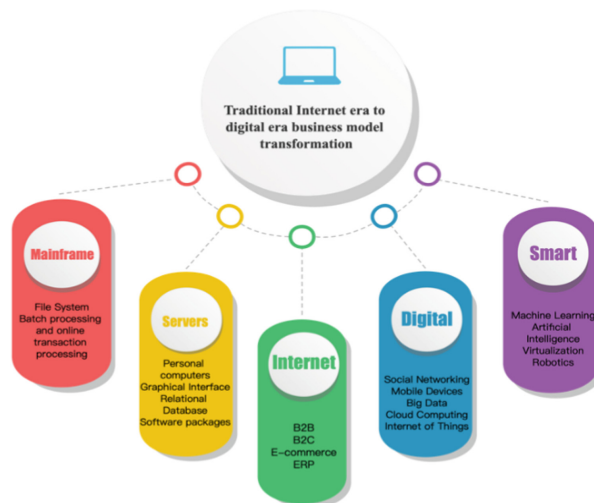 Traditional Internet era to
digital era business model
transformation
Mainframe
File System
Batch processing
and online
transaction
processing
Servers
Personal
computers
Graphical Interface
Relational
Database
Software packages
Internet
B2B
B2C
E-commerce
ERP
Digital
Social Networking
Mobile Devices
Big Data
Cloud Computing
Internet of Things
Smart
Machine Learning
Artificial
Intelligence
Virtualization
Robotics